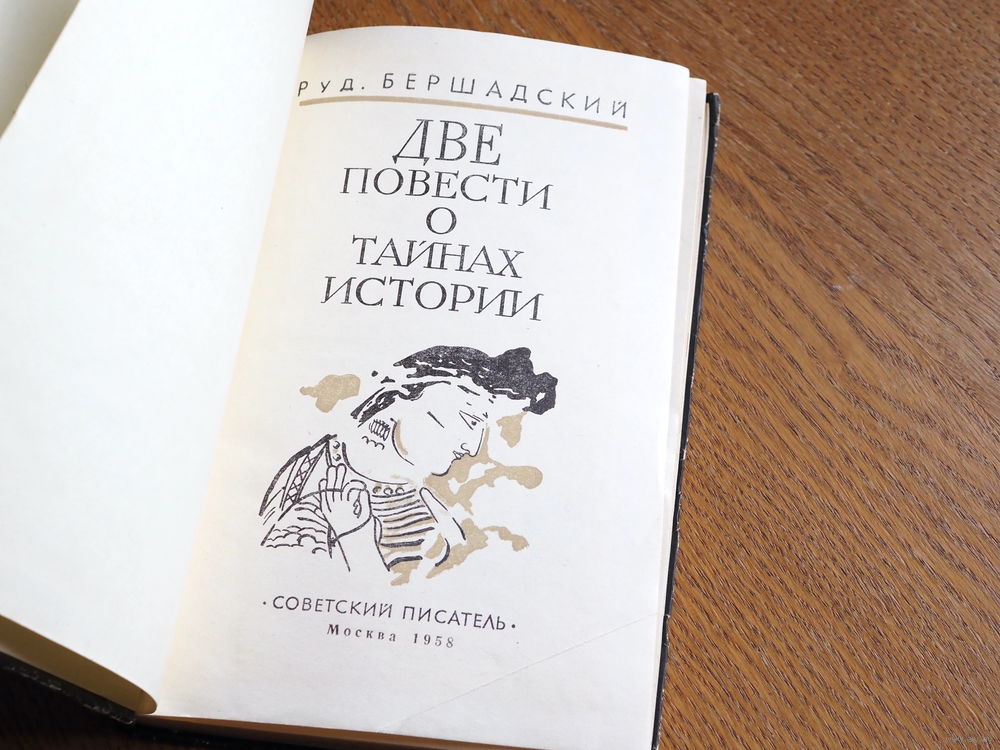 РУД. БЕРШАДСКИЙ
ДВЕ
ПОВЕСТИ
О
ТАЙНАХ
ИСТОРИИ
·СОВЕТСКИЙ ПИСАТЕЛЬ·
Москва 1958